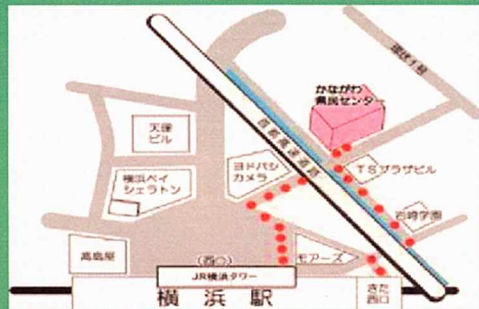 環状1号
かながわ
県民センター
首都高速道路
天理
ビル
ヨドバシ
カメラ
TSプラザビル
横浜ベイ
シェラトン
岩崎学園
高島屋
(西口)
モアーズ
JR横浜タワー
横浜駅
きた
西口